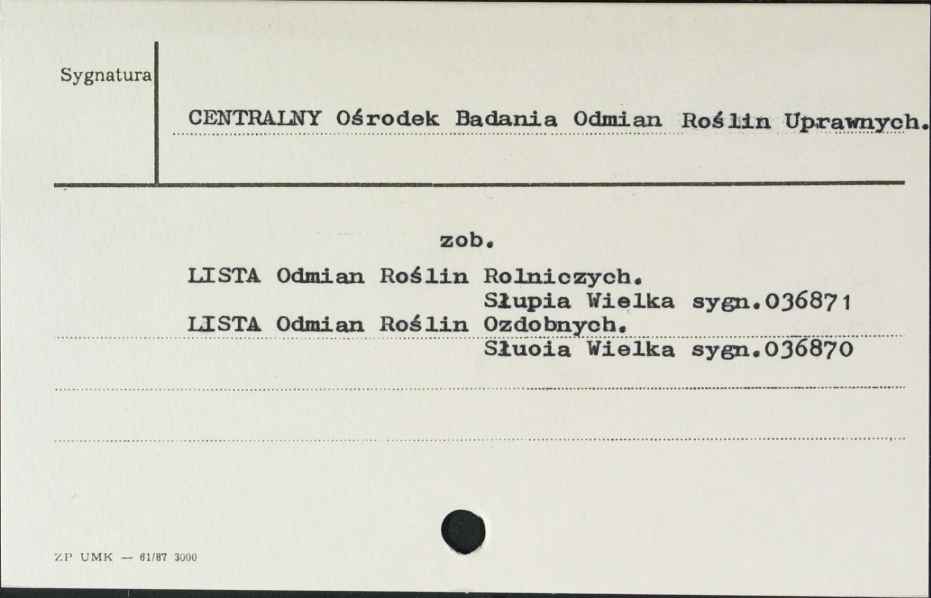 Sygnatura
CENTRALNY Ośrodek Badania Odmian Roślin Uprawnych.
zob.
LISTA Odmian Roślin Rolniczych.
Słupia Wielka sygn.036871
LISTA Odmian Roślin Ozdobnych.
Słuoia Wielka sygn.036870
ZP UMK — 61/87 3000